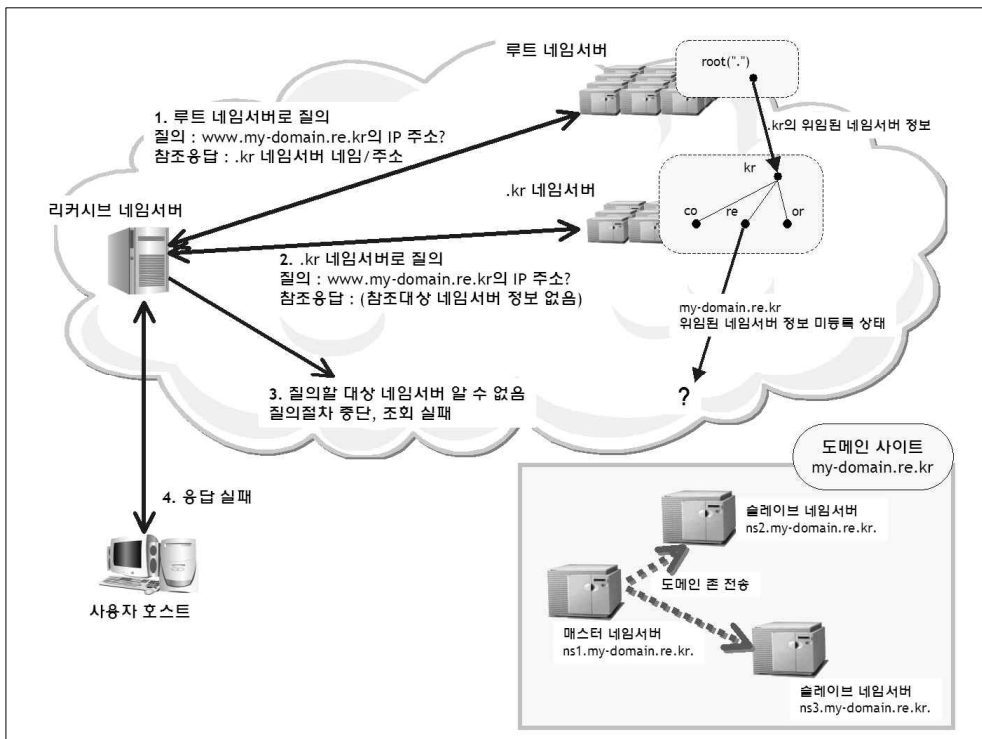 루트 네임서버
root(".")
1. 루트 네임서버로 질의
질의 : www.my-domain.re.kr의 IP 주소?
참조응답 : .kr 네임서버 네임/주소
.kr의 위임된 네임서버 정보
kr
.kr 네임서버
co
re
or
리커시브 네임서버
2. .kr 네임서버로 질의
질의 : www.my-domain.re.kr의 IP 주소?
참조응답 : (참조대상 네임서버 정보 없음)
my-domain.re.kr
위임된 네임서버 정보 미등록 상태
3. 질의할 대상 네임서버 알 수 없음
질의절차 중단, 조회 실패
?
도메인 사이트
my-domain.re.kr
4. 응답 실패
슬레이브 네임서버
ns2.my-domain.re.kr.
도메인 존 전송
사용자 호스트
매스터 네임서버
ns1.my-domain.re.kr.
슬레이브 네임서버
ns3.my-domain.re.kr.